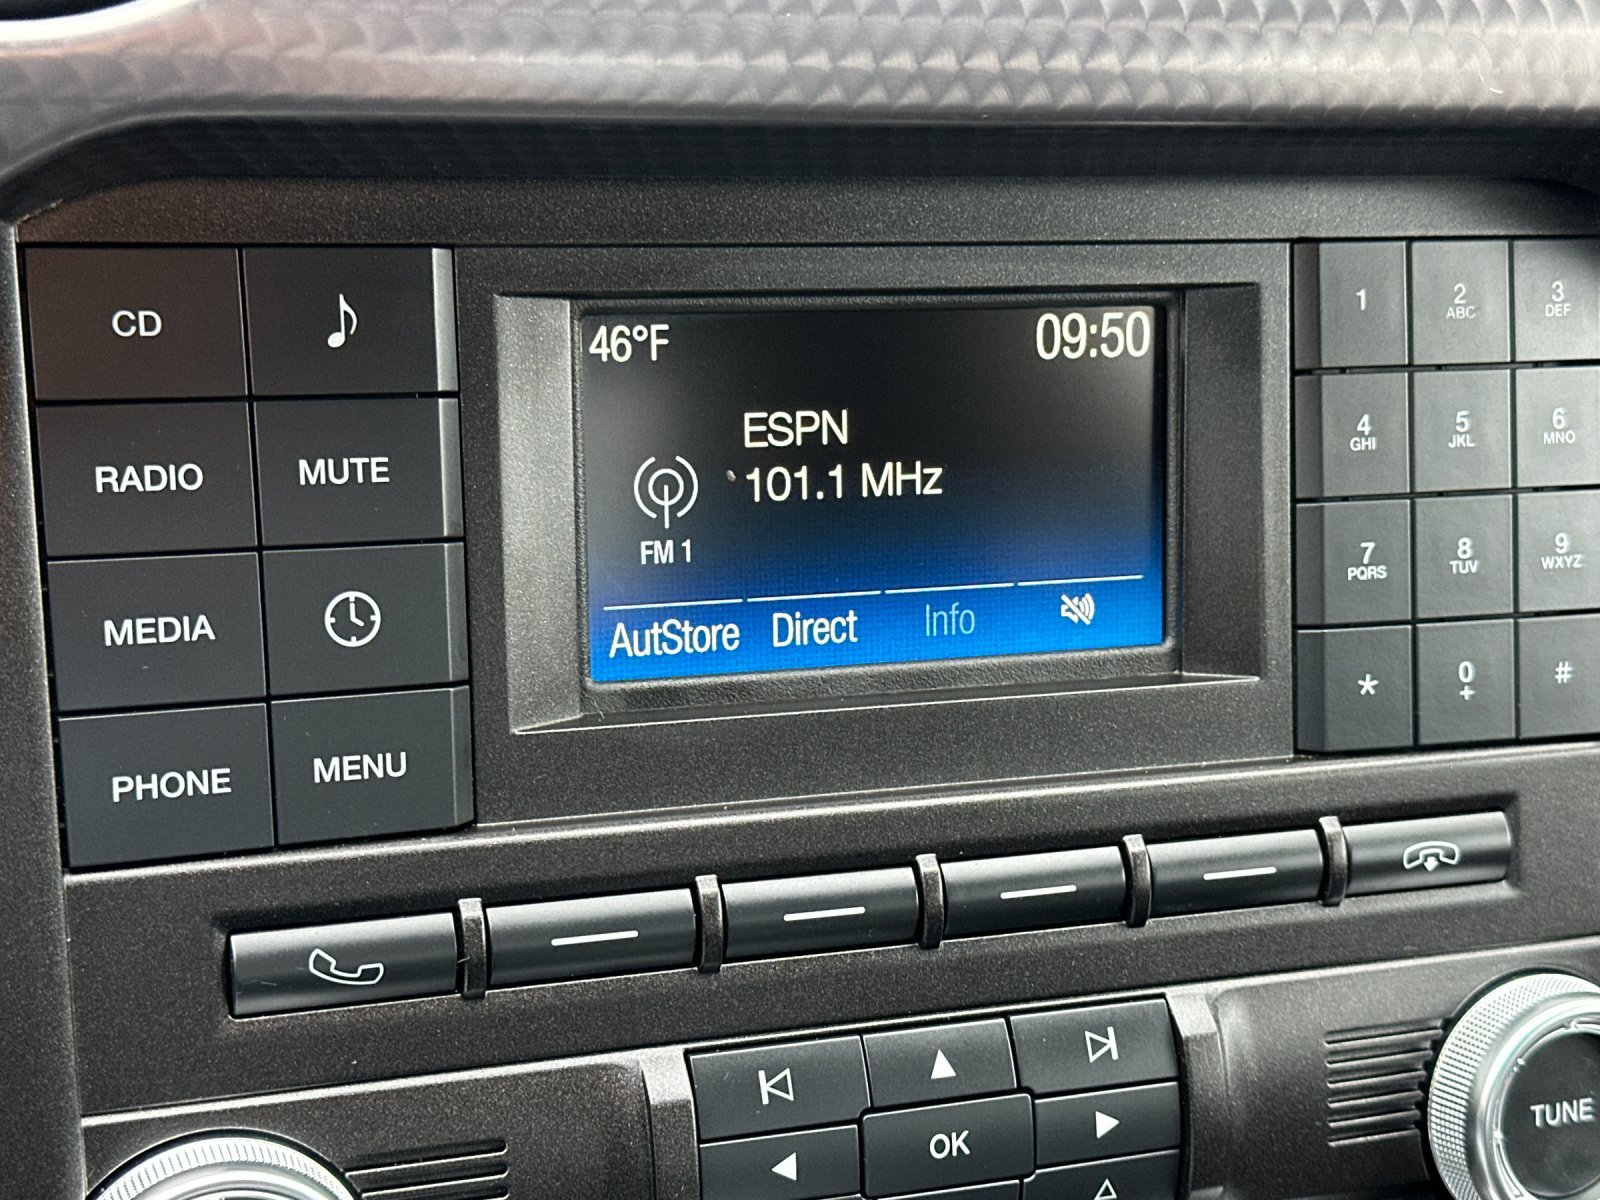 46°F
09:50
ESPN
101.1 MHz
FM 1
AutStore Direct Info
CD
RADIO MUTE
MEDIA
PHONE MENU
1 2 ABC 3 DEF
4 GHI 5 JKL 6 MNO
7 PQRS 8 TUV 9 WXYZ
* 0 + #
OK
TUNE